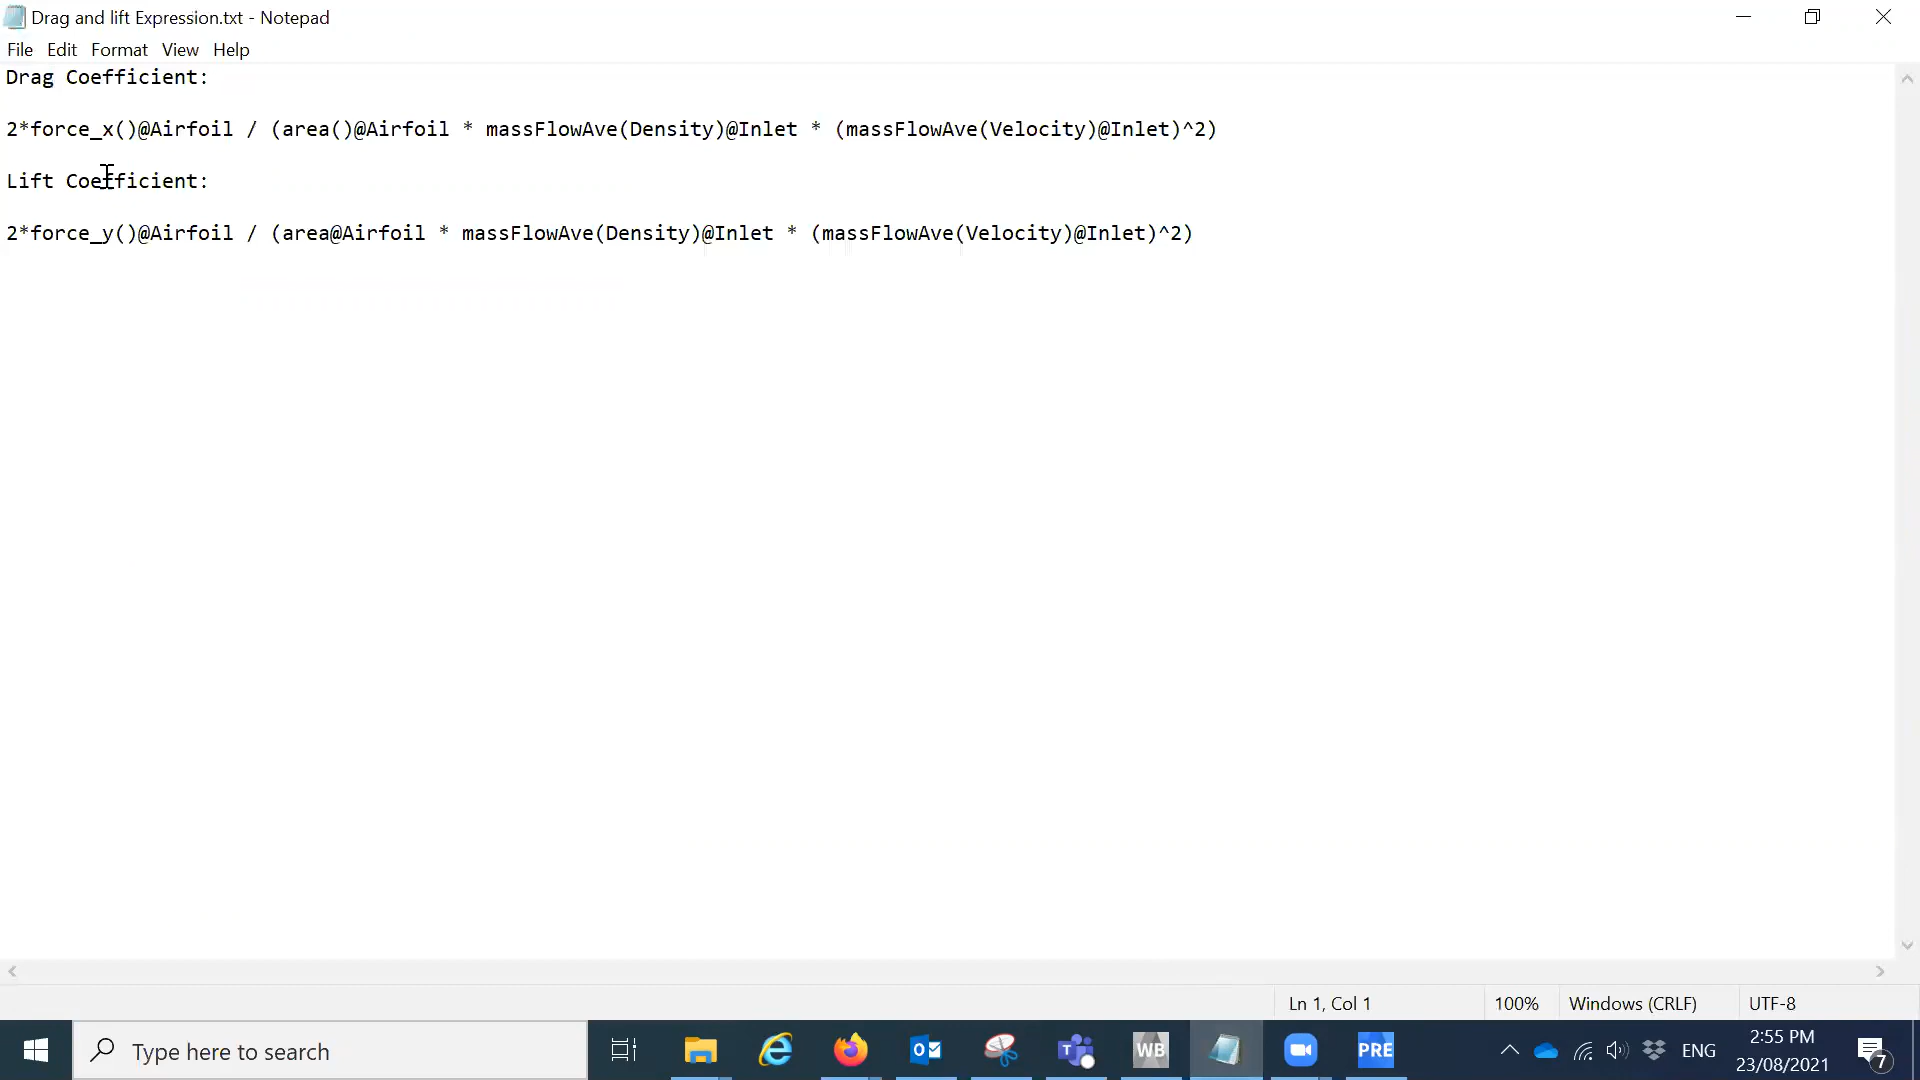 Drag and lift Expression.txt - Notepad
File Edit Format View Help
Drag Coefficient:
2*force_x()@Airfoil / (area()@Airfoil * massFlowAve(Density)@Inlet * (massFlowAve(Velocity)@Inlet)^2)
Lift Coefficient:
2*force_y()@Airfoil / (area@Airfoil * massFlowAve(Density)@Inlet * (massFlowAve(Velocity)@Inlet)^2)
Ln 1, Col 1 100% Windows (CRLF) UTF-8
Type here to search
WB
PRE
ENG
2:55 PM
23/08/2021
7